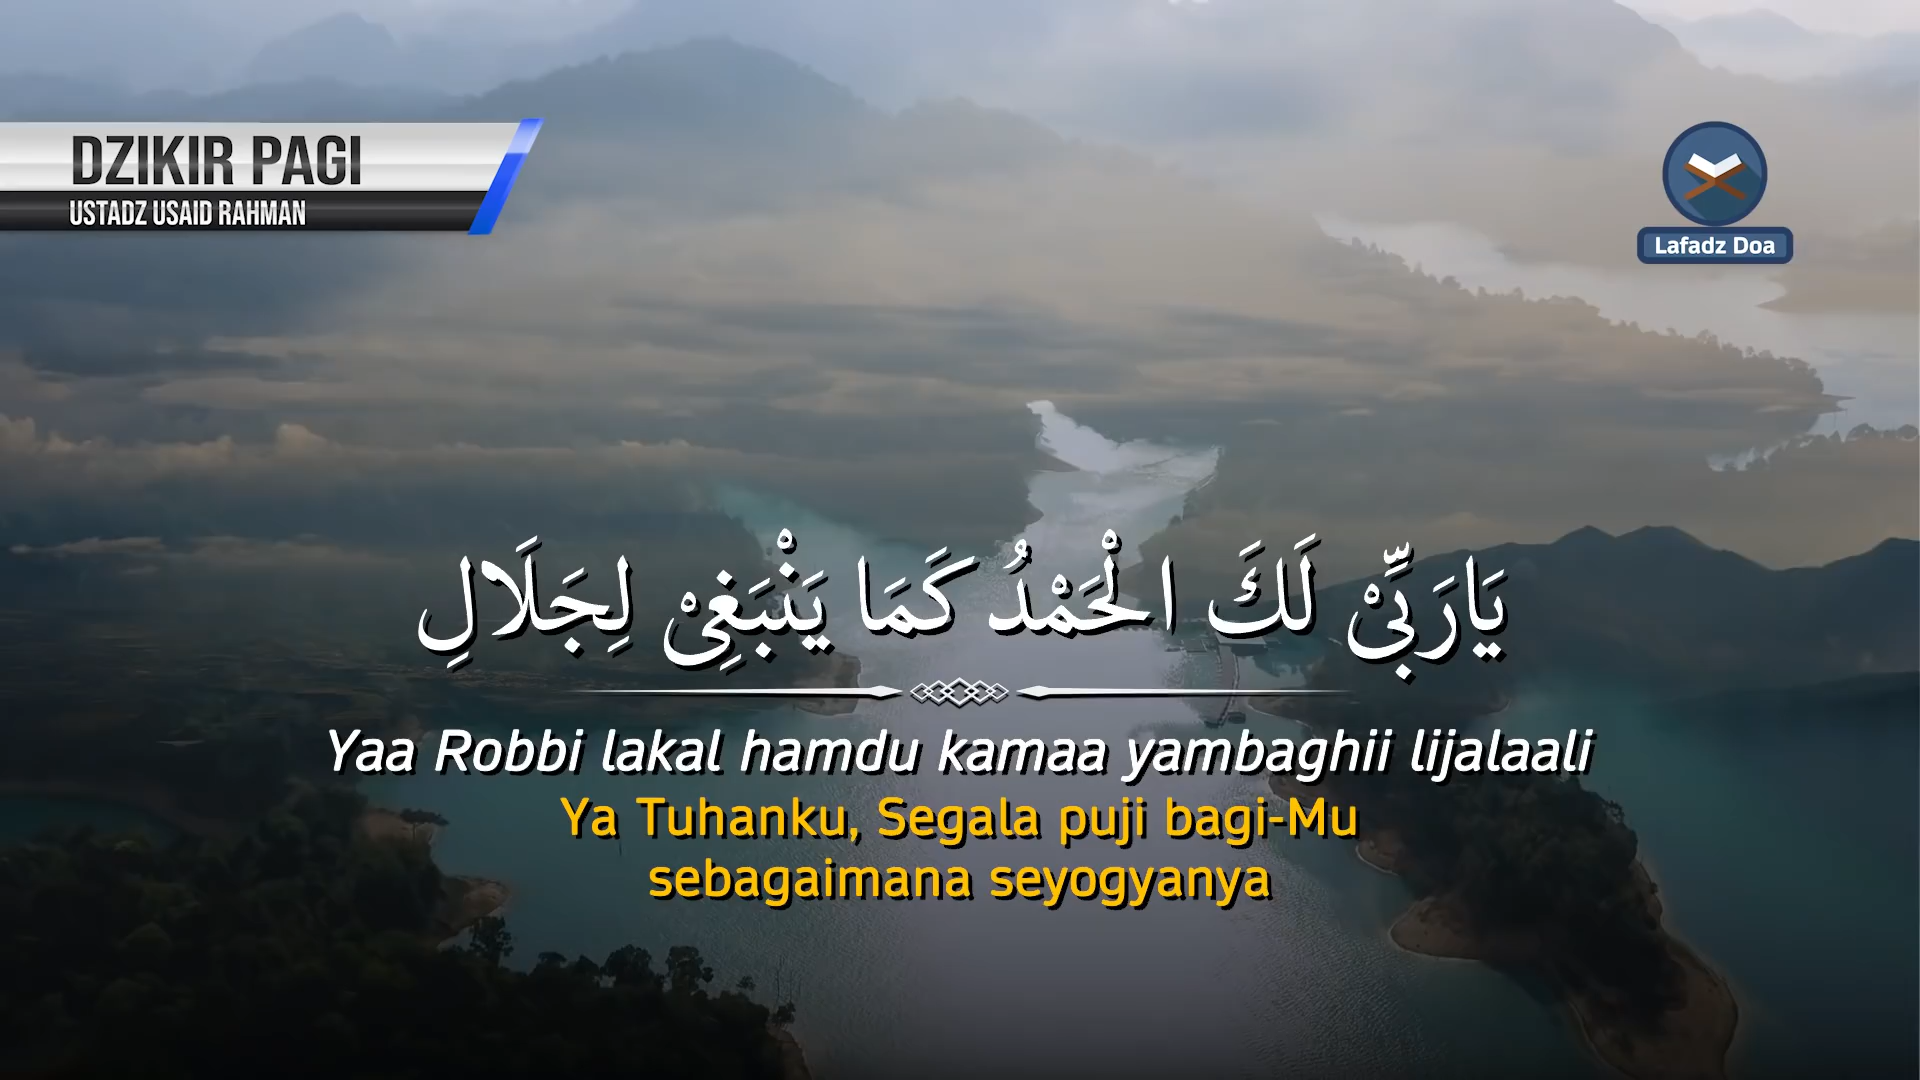 DZIKIR PAGI
USTADZ USAID RAHMAN
Lafadz Doa
يَارَبِّيْ لَكَ الْحَمْدُ كَمَا يَنْبَغِيْ لِجَلَالِ
Yaa Robbi lakal hamdu kamaa yambaghii lijalaali
Ya Tuhanku, Segala puji bagi-Mu
sebagaimana seyogyanya